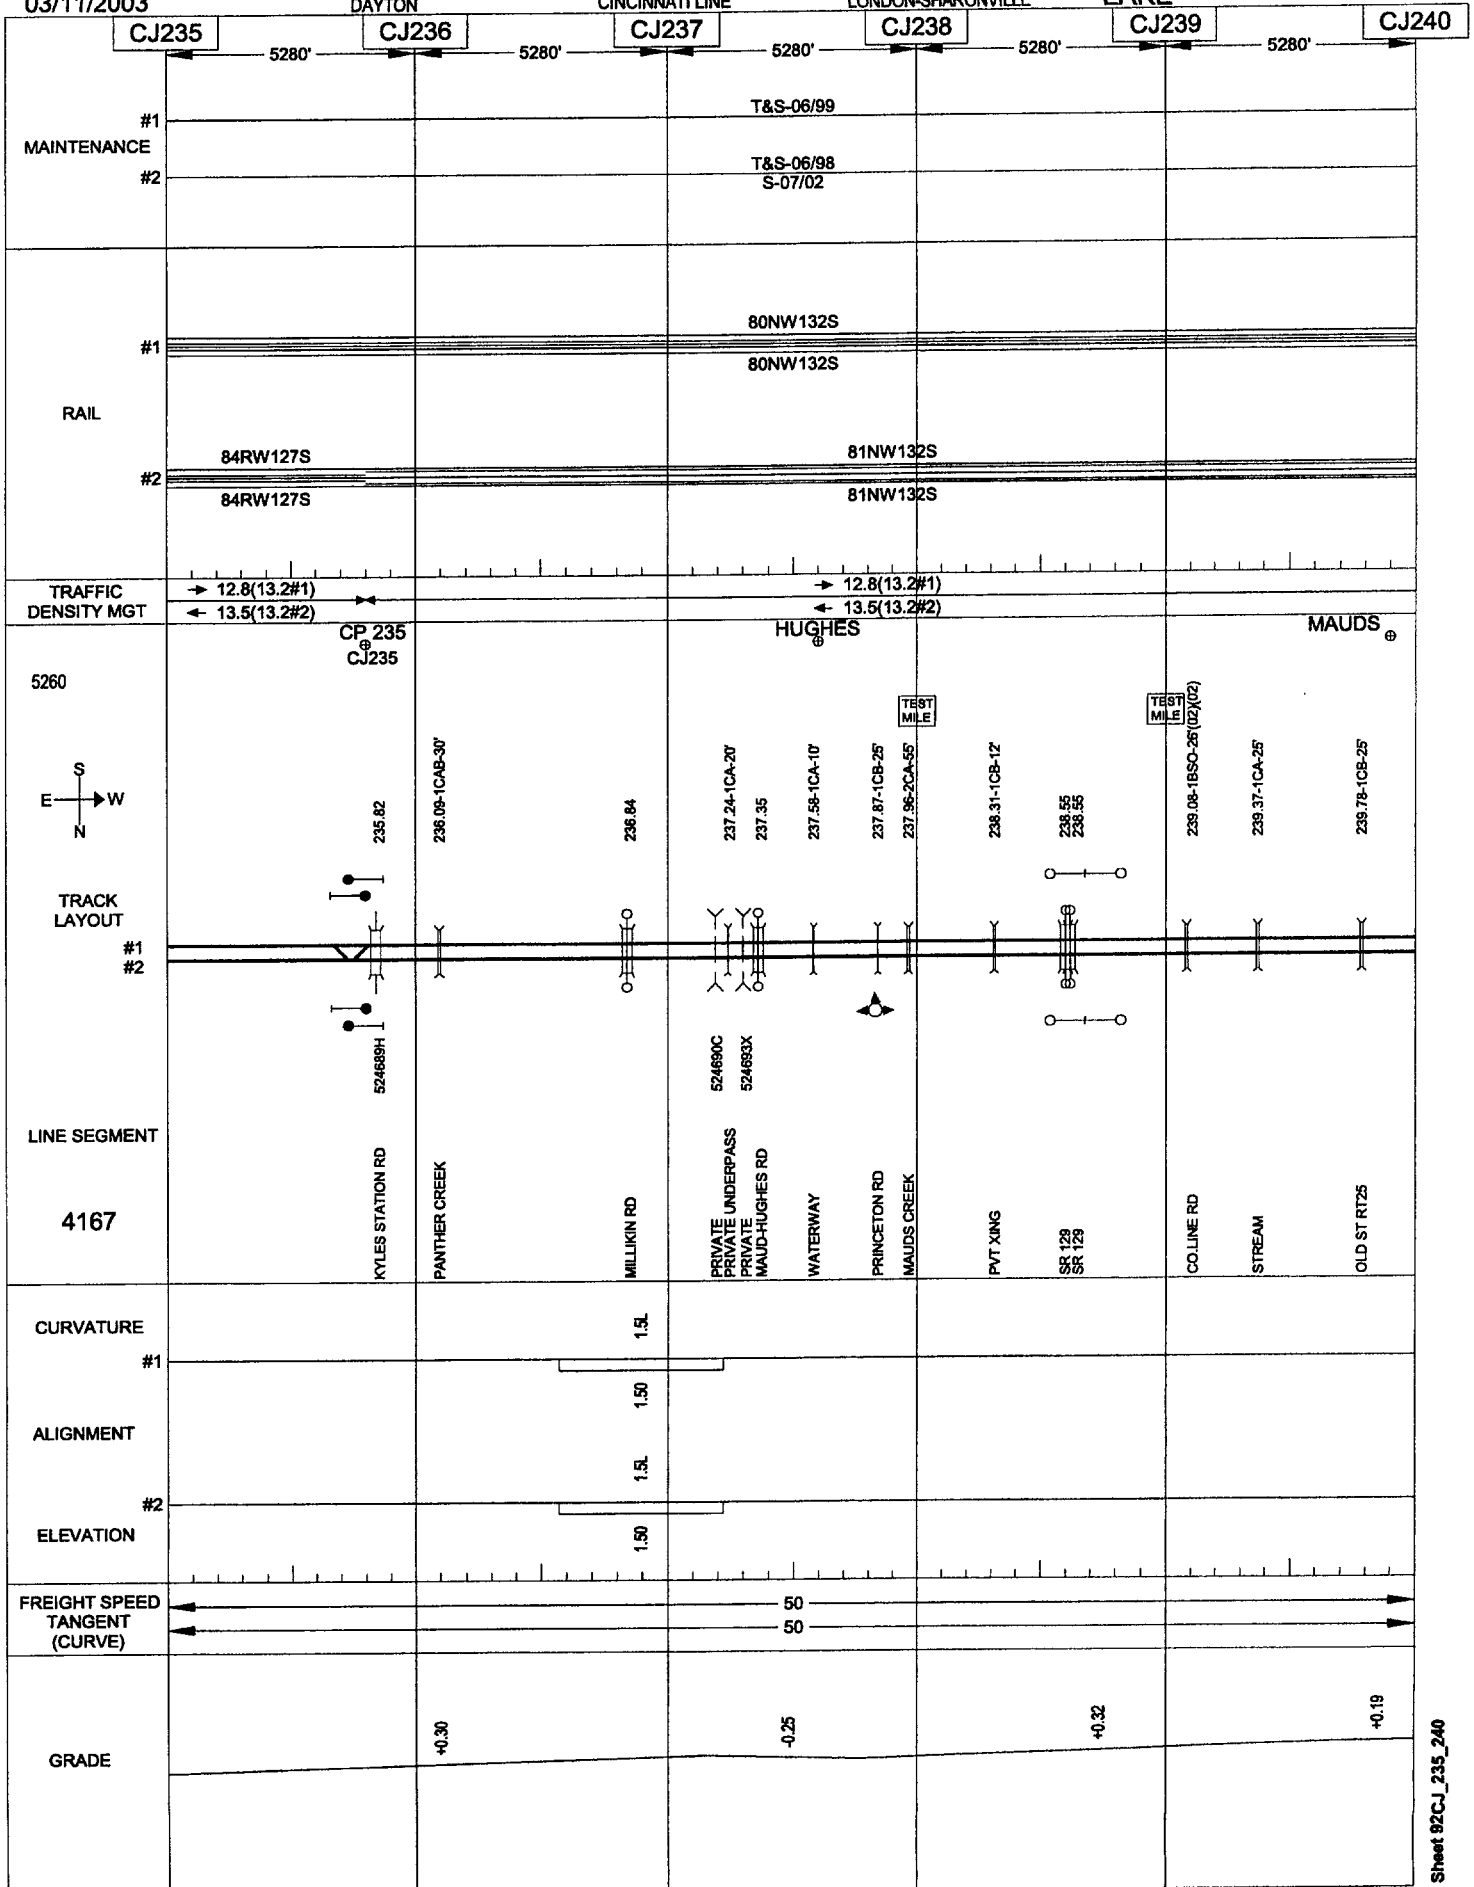 03/11/2003 DAYTON CINCINNATI LINE LONDON-SHARONVILLE LAKE
CJ235 CJ236 CJ237 CJ238 CJ239 CJ240
5280' 5280' 5280' 5280' 5280'
MAINTENANCE
#1 T&S-06/99
#2 T&S-06/98
S-07/02
RAIL
#1 80NW132S
80NW132S
#2 84RW127S 81NW132S
84RW127S 81NW132S
TRAFFIC
DENSITY MGT
12.8(13.2#1) 12.8(13.2#1)
13.5(13.2#2) 13.5(13.2#2)
CP 235 HUGHES MAUDS
CJ235
5260
TEST
MILE
TEST
MILE
S
E W
N
235.82
236.09-1CAB-30'
236.84
237.24-1CA-20'
237.35
237.58-1CA-10'
237.87-1CB-25'
237.96-2CA-55'
238.31-1CB-12'
238.55
238.55
239.08-1BSO-26'(02)(02)
239.37-1CA-25'
239.78-1CB-25'
TRACK
LAYOUT
#1
#2
524689H
524690C
524693X
LINE SEGMENT
4167
KYLES STATION RD
PANTHER CREEK
MILLIKIN RD
PRIVATE
PRIVATE UNDERPASS
PRIVATE
MAUD-HUGHES RD
WATERWAY
PRINCETON RD
MAUDS CREEK
PVT XING
SR 129
SR 129
CO.LINE RD
STREAM
OLD ST RT25
CURVATURE
1.5L
#1
1.50
ALIGNMENT
1.5L
#2
1.50
ELEVATION
FREIGHT SPEED
TANGENT
(CURVE)
50
50
GRADE
+0.30
-0.25
+0.32
+0.19
Sheet 92CJ_235_240